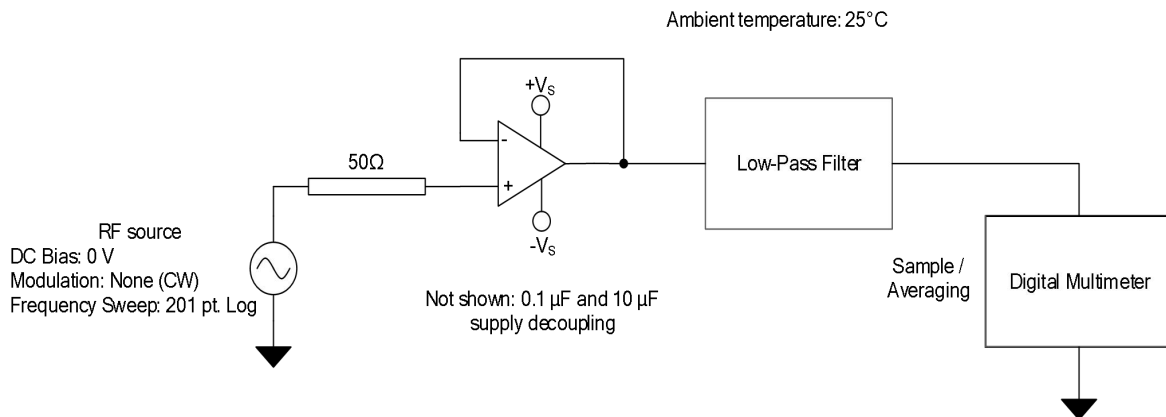 Ambient temperature: 25°C
+VS
-
+
-VS
50Ω
RF source
DC Bias: 0 V
Modulation: None (CW)
Frequency Sweep: 201 pt. Log
Not shown: 0.1 µF and 10 µF
supply decoupling
Low-Pass Filter
Sample /
Averaging
Digital Multimeter